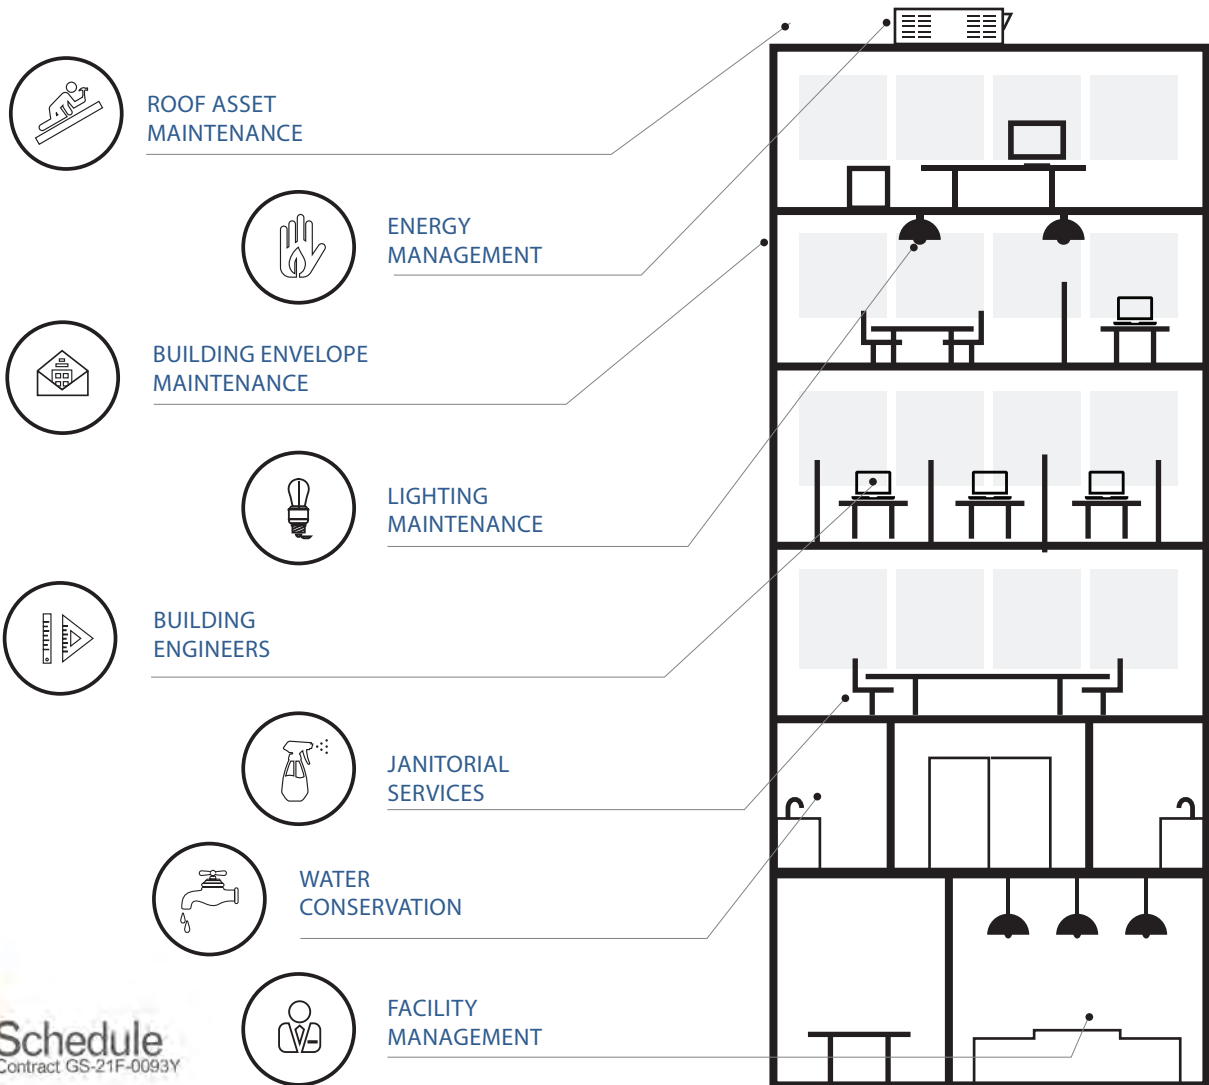 ROOF ASSET
MAINTENANCE
ENERGY
MANAGEMENT
BUILDING ENVELOPE
MAINTENANCE
LIGHTING
MAINTENANCE
BUILDING
ENGINEERS
JANITORIAL
SERVICES
WATER
CONSERVATION
FACILITY
MANAGEMENT
Schedule
Contract GS-21F-0093Y